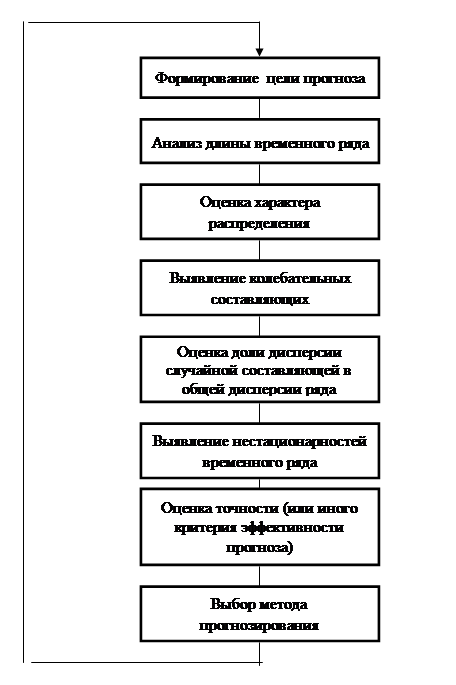 Формирование цели прогноза
Анализ длины временного ряда
Оценка характера
распределения
Выявление колебательных
составляющих
Оценка доли дисперсии
случайной составляющей в
общей дисперсии ряда
Выявление нестационарностей
временного ряда
Оценка точности (или иного
критерия эффективности
прогноза)
Выбор метода
прогнозирования